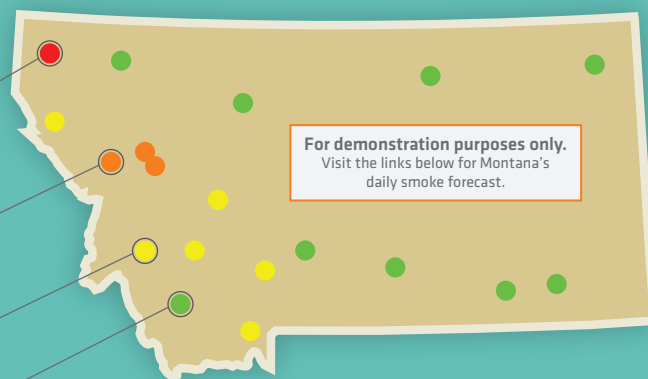 For demonstration purposes only.
Visit the links below for Montana's
daily smoke forecast.